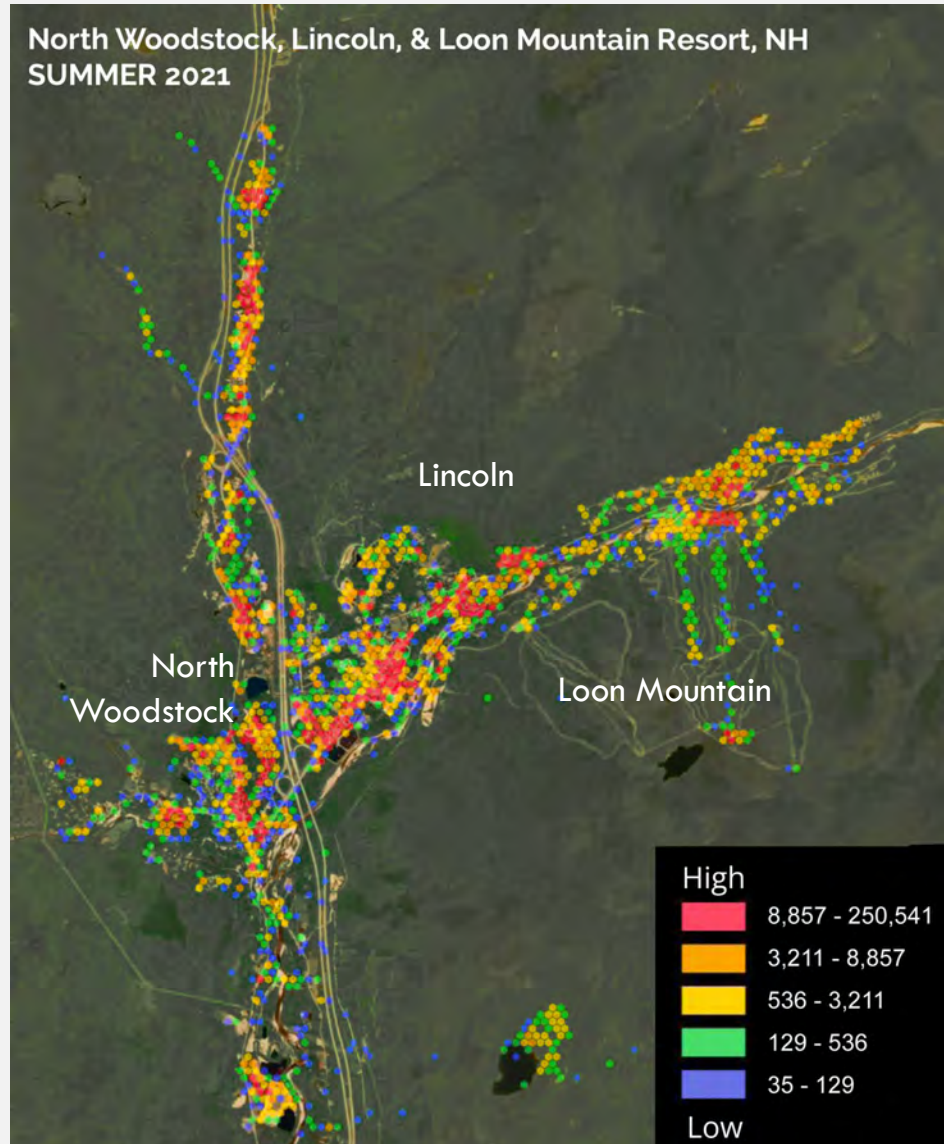 North Woodstock, Lincoln, & Loon Mountain Resort, NH
SUMMER 2021
Lincoln
North
Woodstock
Loon Mountain
High
8,857 - 250,541
3,211 - 8,857
536 - 3,211
129 - 536
35 - 129
Low